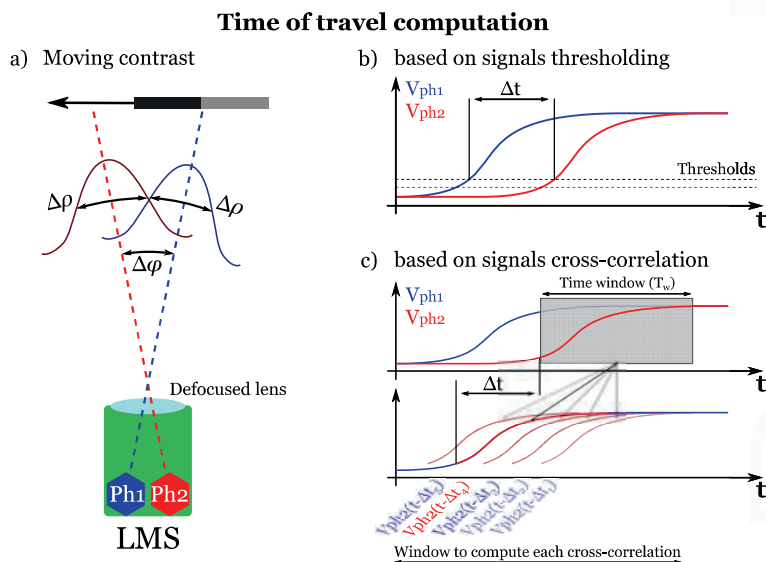 Time of travel computation
a) Moving contrast
Δρ
Δρ
Δφ
Defocused lens
Ph1
Ph2
LMS
b) based on signals thresholding
Vph1
Vph2
Δt
Thresholds
t
c) based on signals cross-correlation
Time window (Tw)
Vph1
Vph2
t
Δt
t
Vph2(t-Δt4)
Window to compute each cross-correlation